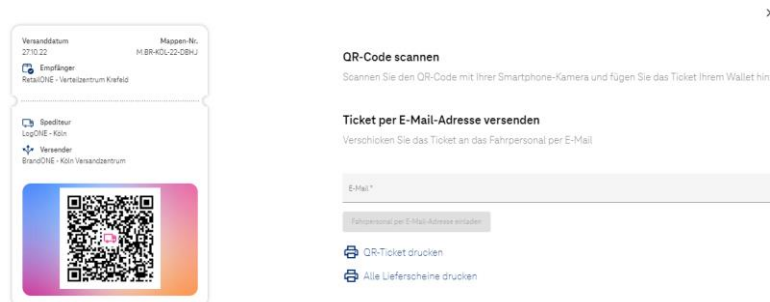 Versanddatum Mappen-Nr.
27.10.22 M.BR-KÖL-22-DBHJ
Empfänger
RetailONE - Verteilzentrum Krefeld
Spediteur
LogONE - Köln
Versender
BrandONE - Köln Versandzentrum
QR-Code scannen
Scannen Sie den QR-Code mit Ihrer Smartphone-Kamera und fügen Sie das Ticket Ihrem Wallet hin
Ticket per E-Mail-Adresse versenden
Verschicken Sie das Ticket an das Fahrpersonal per E-Mail
E-Mail *
Fahrpersonal per E-Mail-Adresse einladen
QR-Ticket drucken
Alle Lieferscheine drucken